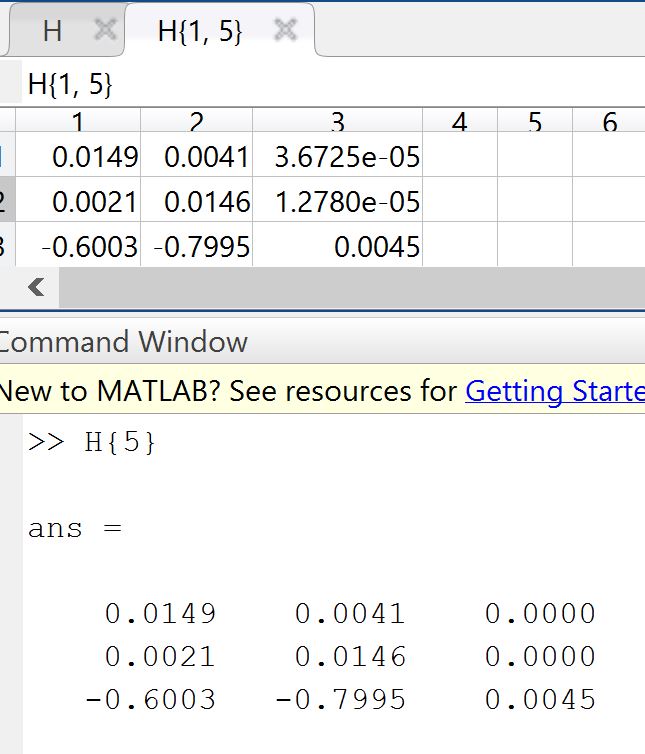 H H{1, 5}
H{1, 5}
1 2 3 4 5 6
0.0149 0.0041 3.6725e-05
2 0.0021 0.0146 1.2780e-05
3 -0.6003 -0.7995 0.0045
Command Window
New to MATLAB? See resources for Getting Starte
>> H{5}
ans =
0.0149 0.0041 0.0000
0.0021 0.0146 0.0000
-0.6003 -0.7995 0.0045